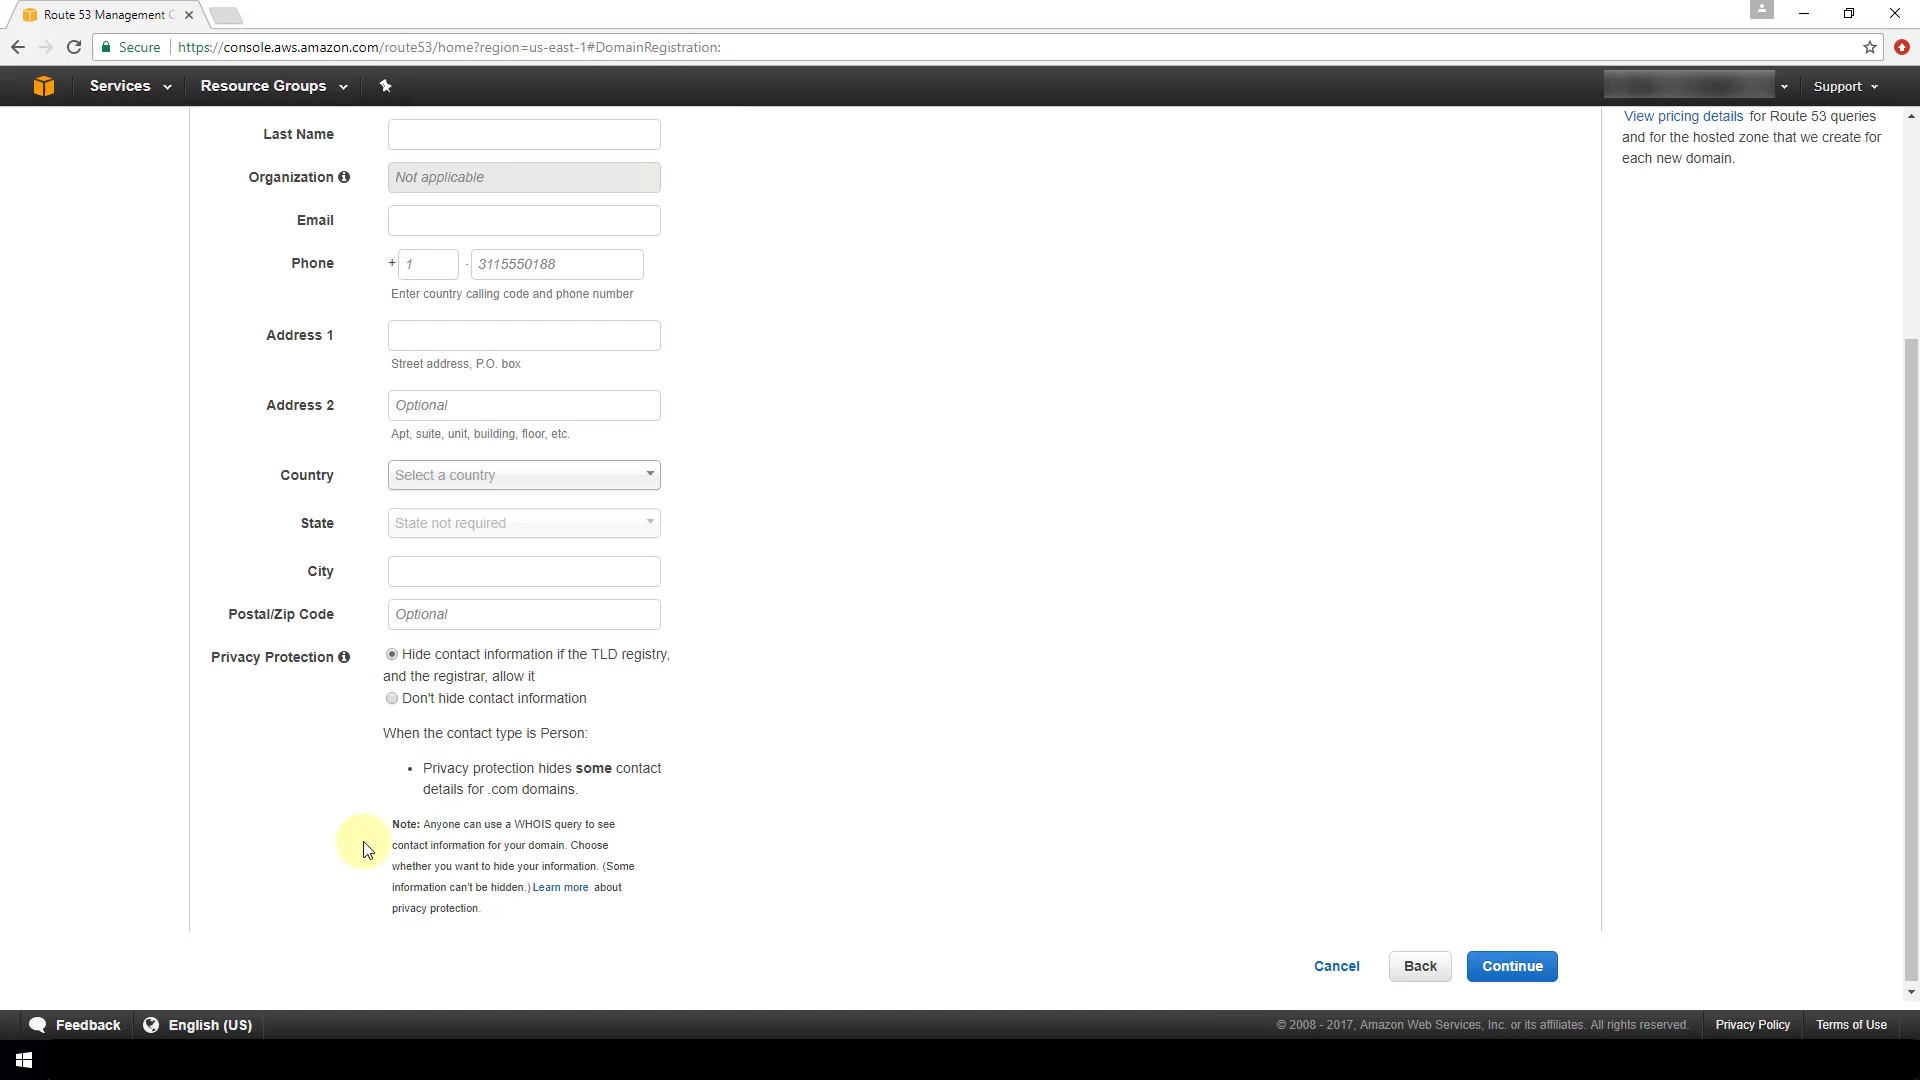 Route 53 Management C
Secure
https://console.aws.amazon.com/route53/home?region=us-east-1#DomainRegistration:
Services
Resource Groups
Support
Last Name
Organization
Not applicable
Email
Phone
+ 1 · 3115550188
Enter country calling code and phone number
Address 1
Street address, P.O. box
Address 2
Optional
Apt, suite, unit, building, floor, etc.
Country
Select a country
State
State not required
City
Postal/Zip Code
Optional
Privacy Protection
Hide contact information if the TLD registry,
and the registrar, allow it
Don't hide contact information
When the contact type is Person:
• Privacy protection hides some contact
details for .com domains.
Note: Anyone can use a WHOIS query to see
contact information for your domain. Choose
whether you want to hide your information. (Some
information can't be hidden.) Learn more about
privacy protection.
View pricing details for Route 53 queries
and for the hosted zone that we create for
each new domain.
Cancel
Back
Continue
Feedback
English (US)
© 2008 - 2017, Amazon Web Services, Inc. or its affiliates. All rights reserved.
Privacy Policy
Terms of Use